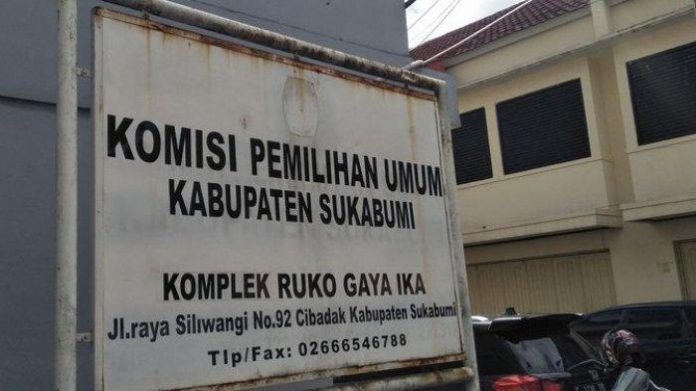 KOMISI PEMILIHAN UMUM
KABUPATEN SUKABUMI
KOMPLEK RUKO GAYA IKA
Jl.raya Siliwangi No.92 Cibadak Kabupaten Sukabumi
Tlp/Fax: 02666546788